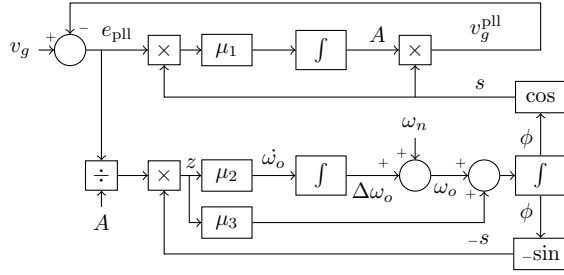 v_g + − e_pll × μ_1 ∫ A × v_g^pll
s cos
ϕ
÷ × z μ_2 ω̇_o ∫ + Δω_o + ω_n ω_o + + ∫
A μ_3 ϕ
-s -sin